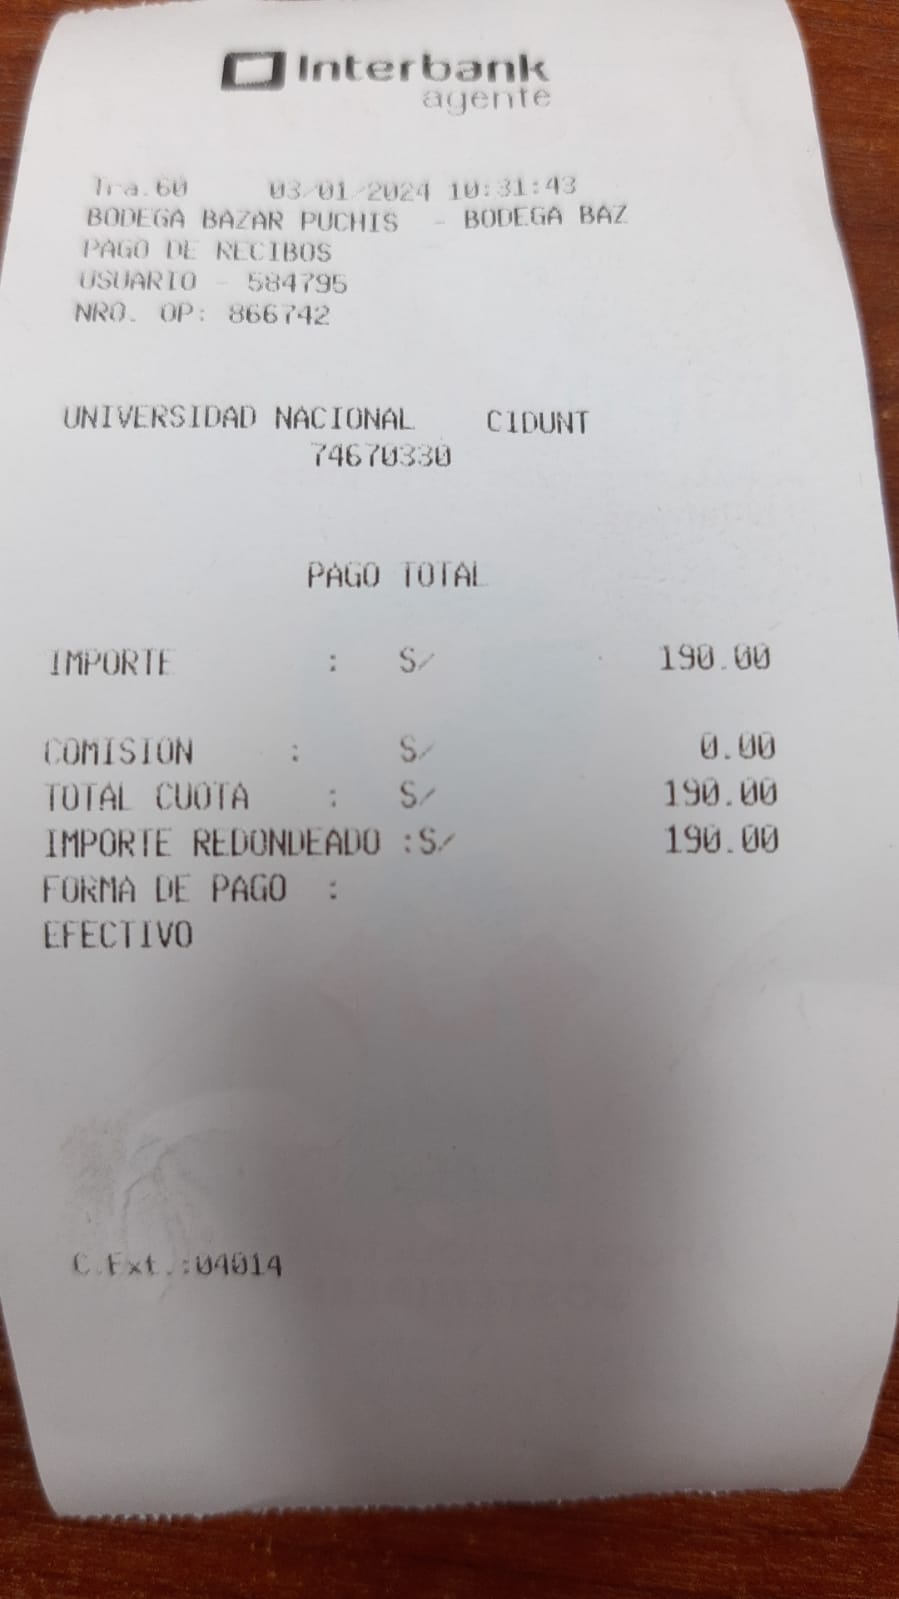 Interbank
agente
Tra.60 03/01/2024 10:31:43
BODEGA BAZAR PUCHIS - BODEGA BAZ
PAGO DE RECIBOS
USUARIO - 584795
NRO. OP: 866742
UNIVERSIDAD NACIONAL C1DUNT
74670330
PAGO TOTAL
IMPORTE : S/ 190.00
COMISION : S/ 0.00
TOTAL CUOTA : S/ 190.00
IMPORTE REDONDEADO :S/ 190.00
FORMA DE PAGO :
EFECTIVO
C.Ext.:04014